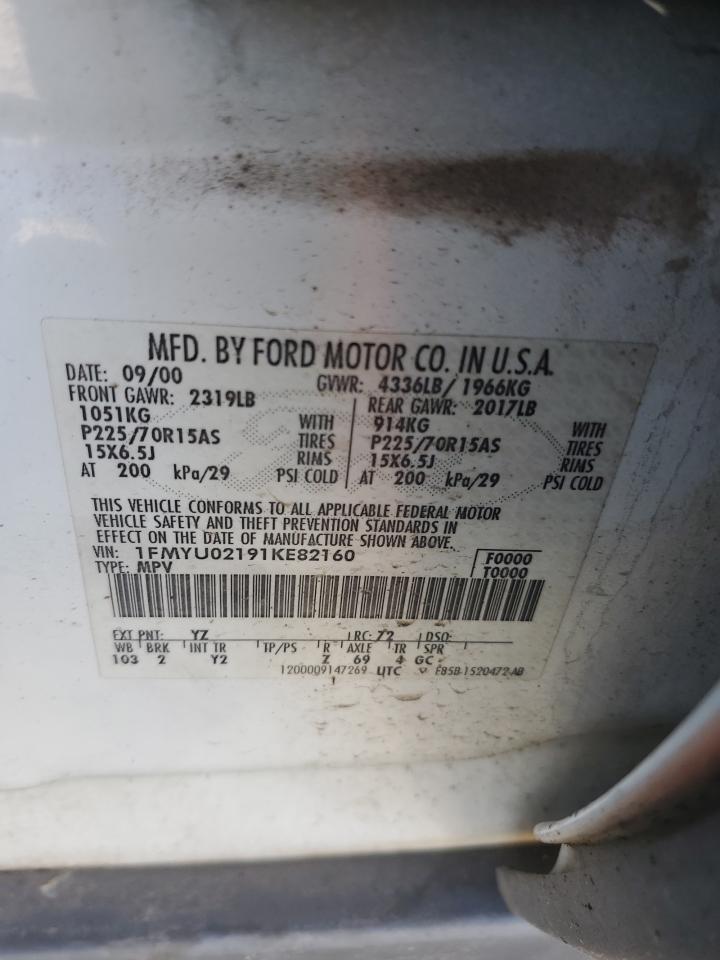 MFD. BY FORD MOTOR CO. IN U.S.A.
DATE: 09/00 GVWR: 4336LB/ 1966KG
FRONT GAWR: 2319LB REAR GAWR: 2017LB
1051KG WITH 914KG WITH
P225/70R15AS TIRES P225/70R15AS TIRES
15X6.5J RIMS 15X6.5J RIMS
AT 200 kPa/29 PSI COLD AT 200 kPa/29 PSI COLD
THIS VEHICLE CONFORMS TO ALL APPLICABLE FEDERAL MOTOR
VEHICLE SAFETY AND THEFT PREVENTION STANDARDS IN
EFFECT ON THE DATE OF MANUFACTURE SHOWN ABOVE.
VIN: 1FMYU02191KE82160 F0000
TYPE: MPV T0000
EXT PNT: YZ RC: 72 DSO:
WB BRK INT TR TP/PS R AXLE TR SPR
103 2 Y2 Z 69 4 GC
1200009147269 UTC F85B-1520472-AB